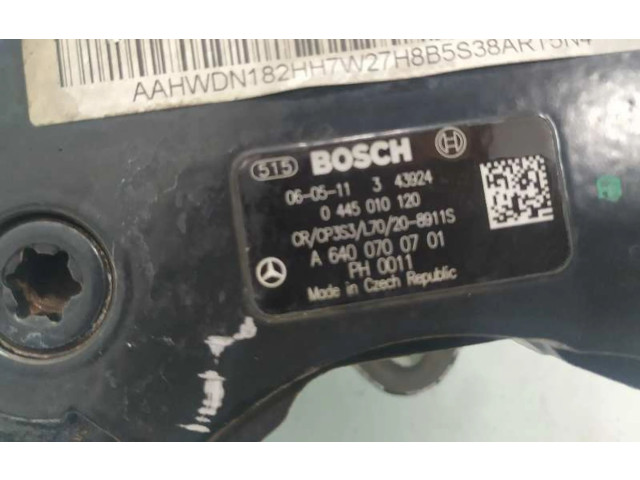 AAHWDN182HH7W27H8B5S38ART5N4
515 BOSCH
06-05-11 3 43924
0 445 010 120
CR/CP3S3/L70/20-8911S
A 640 070 07 01
PH 0011
Made in Czech Republic